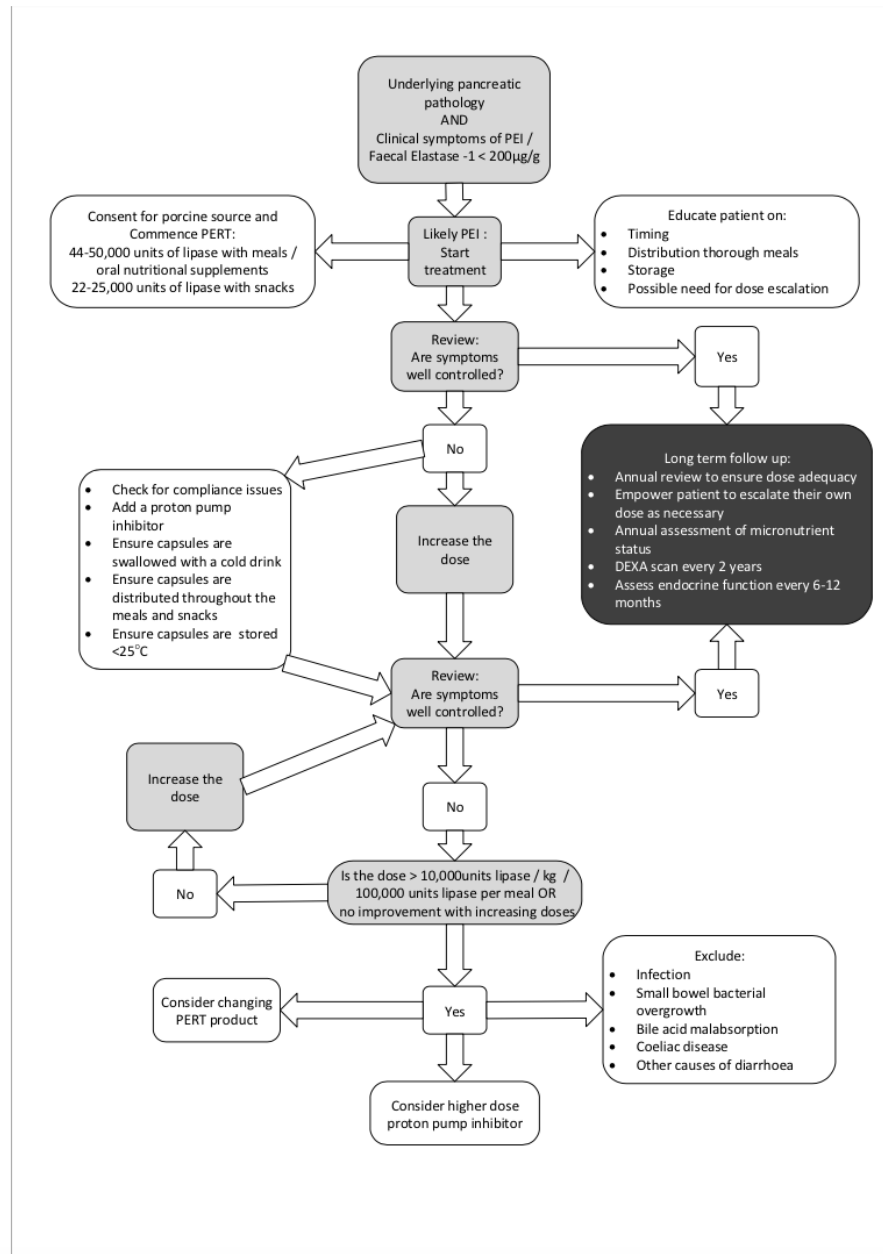 Underlying pancreatic
pathology
AND
Clinical symptoms of PEI /
Faecal Elastase -1 < 200µg/g
Consent for porcine source and
Commence PERT:
44-50,000 units of lipase with meals /
oral nutritional supplements
22-25,000 units of lipase with snacks
Likely PEI :
Start
treatment
Educate patient on:
• Timing
• Distribution thorough meals
• Storage
• Possible need for dose escalation
Review:
Are symptoms
well controlled?
Yes
No
• Check for compliance issues
• Add a proton pump
inhibitor
• Ensure capsules are
swallowed with a cold drink
• Ensure capsules are
distributed throughout the
meals and snacks
• Ensure capsules are stored
<25°C
Increase the
dose
Long term follow up:
• Annual review to ensure dose adequacy
• Empower patient to escalate their own
dose as necessary
• Annual assessment of micronutrient
status
• DEXA scan every 2 years
• Assess endocrine function every 6-12
months
Review:
Are symptoms
well controlled?
Yes
Increase the
dose
No
No
Is the dose > 10,000units lipase / kg /
100,000 units lipase per meal OR
no improvement with increasing doses
Consider changing
PERT product
Yes
Exclude:
• Infection
• Small bowel bacterial
overgrowth
• Bile acid malabsorption
• Coeliac disease
• Other causes of diarrhoea
Consider higher dose
proton pump inhibitor